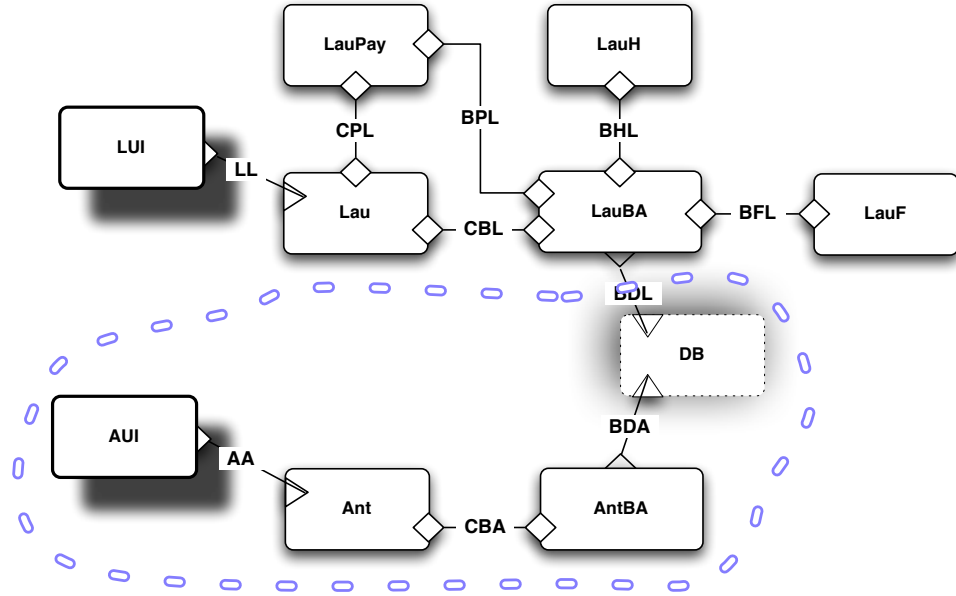 LauPay
LauH
BPL
CPL
BHL
LUI
LL
Lau
LauBA
LauF
CBL
BFL
BDL
DB
AUI
BDA
AA
Ant
AntBA
CBA